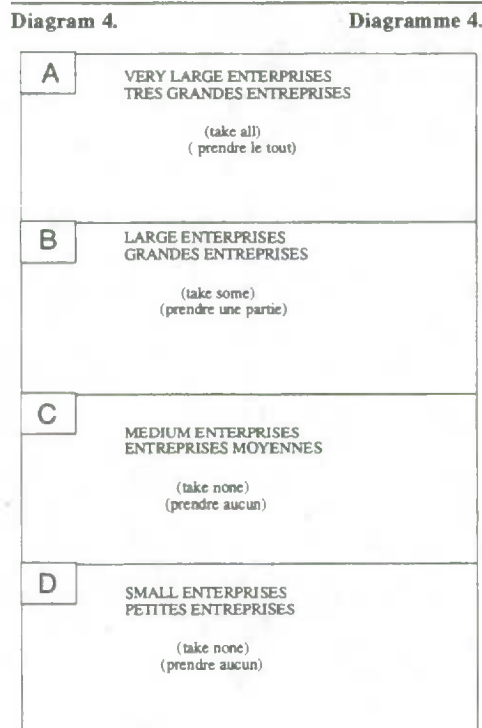 Diagram 4. Diagramme 4.
A
VERY LARGE ENTERPRISES
TRES GRANDES ENTREPRISES
(take all)
( prendre le tout)
B
LARGE ENTERPRISES
GRANDES ENTREPRISES
(take some)
(prendre une partie)
C
MEDIUM ENTERPRISES
ENTREPRISES MOYENNES
(take none)
(prendre aucun)
D
SMALL ENTERPRISES
PETITES ENTREPRISES
(take none)
(prendre aucun)